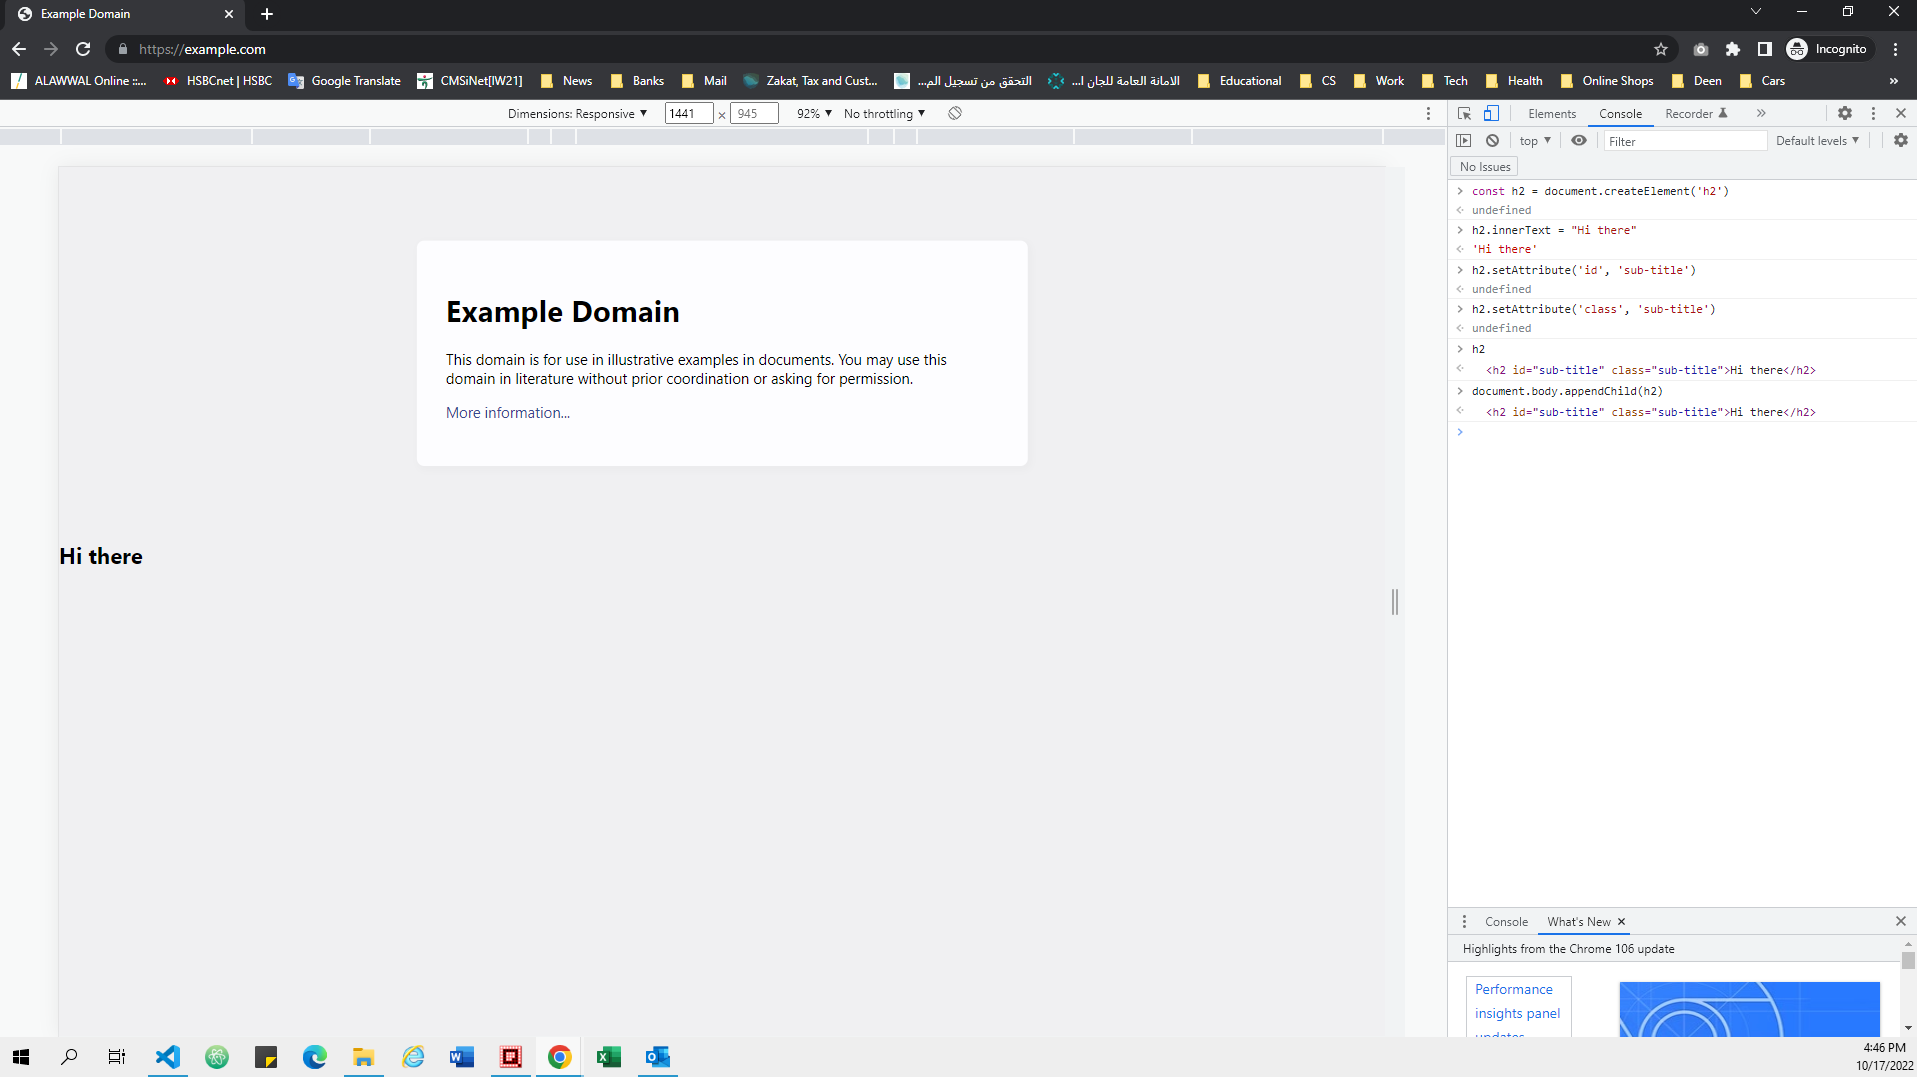 Example Domain
https://example.com
Incognito
ALAWWAL Online ::...
HSBCnet | HSBC
Google Translate
CMSiNet[IW21]
News
Banks
Mail
Zakat, Tax and Cust...
التحقق من تسجيل الم...
الامانة العامة للجان ا...
Educational
CS
Work
Tech
Health
Online Shops
Deen
Cars
»
Dimensions: Responsive
1441 × 945
92%
No throttling
Elements
Console
Recorder
top
Filter
Default levels
No Issues
const h2 = document.createElement('h2')
undefined
h2.innerText = "Hi there"
'Hi there'
h2.setAttribute('id', 'sub-title')
undefined
h2.setAttribute('class', 'sub-title')
undefined
h2
<h2 id="sub-title" class="sub-title">Hi there</h2>
document.body.appendChild(h2)
<h2 id="sub-title" class="sub-title">Hi there</h2>
Example Domain
This domain is for use in illustrative examples in documents. You may use this
domain in literature without prior coordination or asking for permission.
More information...
Hi there
Console
What's New
Highlights from the Chrome 106 update
Performance
insights panel
updates
4:46 PM
10/17/2022